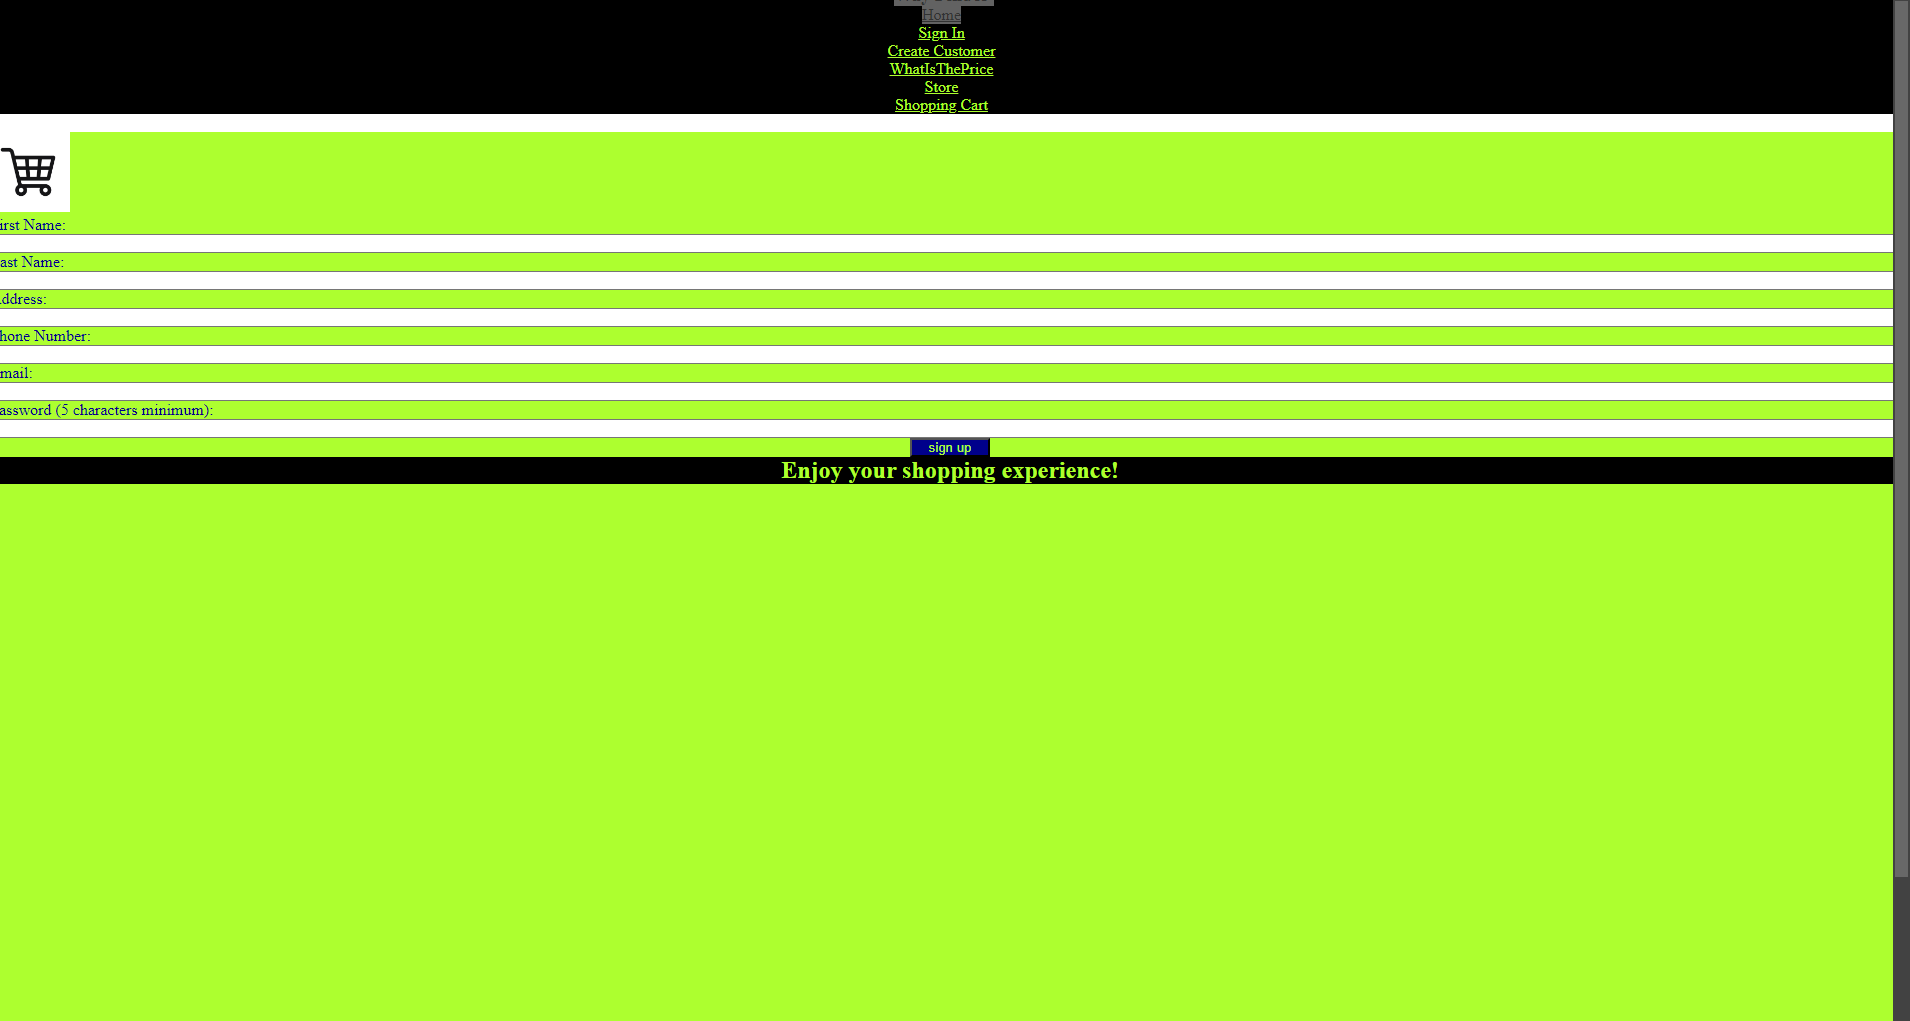 Home
Sign In
Create Customer
WhatIsThePrice
Store
Shopping Cart
irst Name:
ast Name:
ddress:
hone Number:
mail:
assword (5 characters minimum):
sign up
Enjoy your shopping experience!